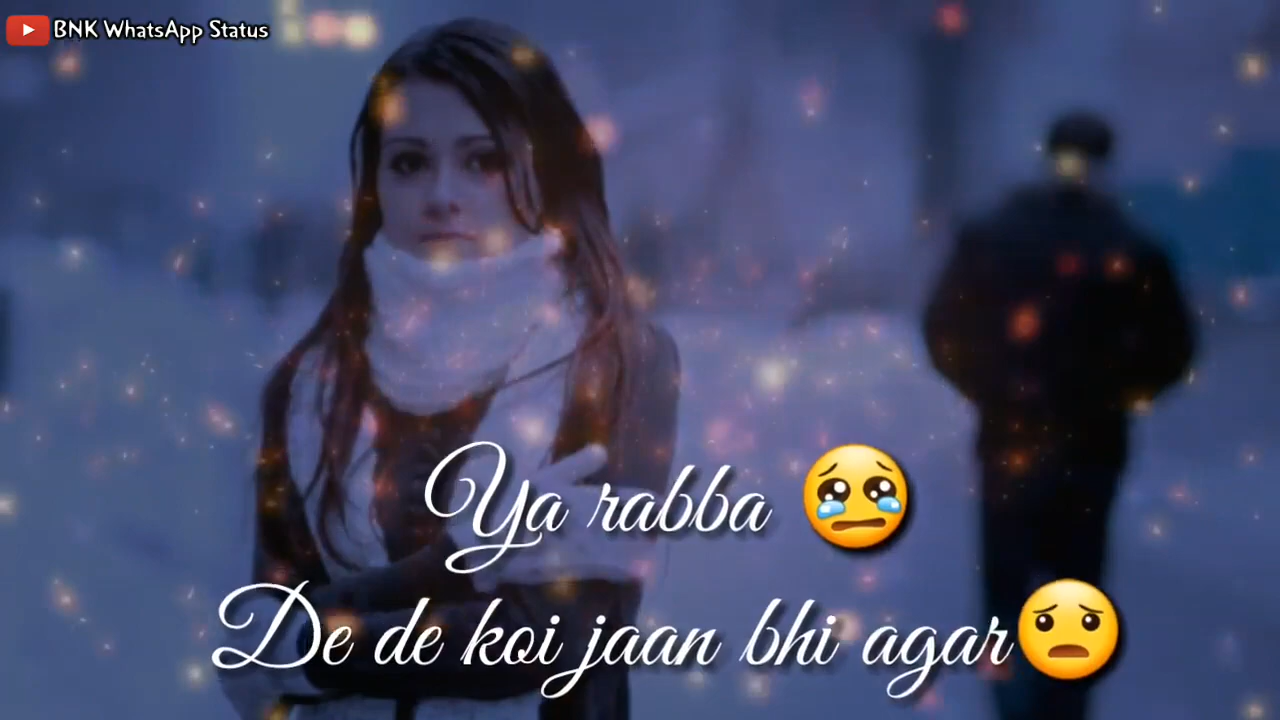 BNK WhatsApp Status
Ya rabba 😢
De de koi jaan bhi agar😦